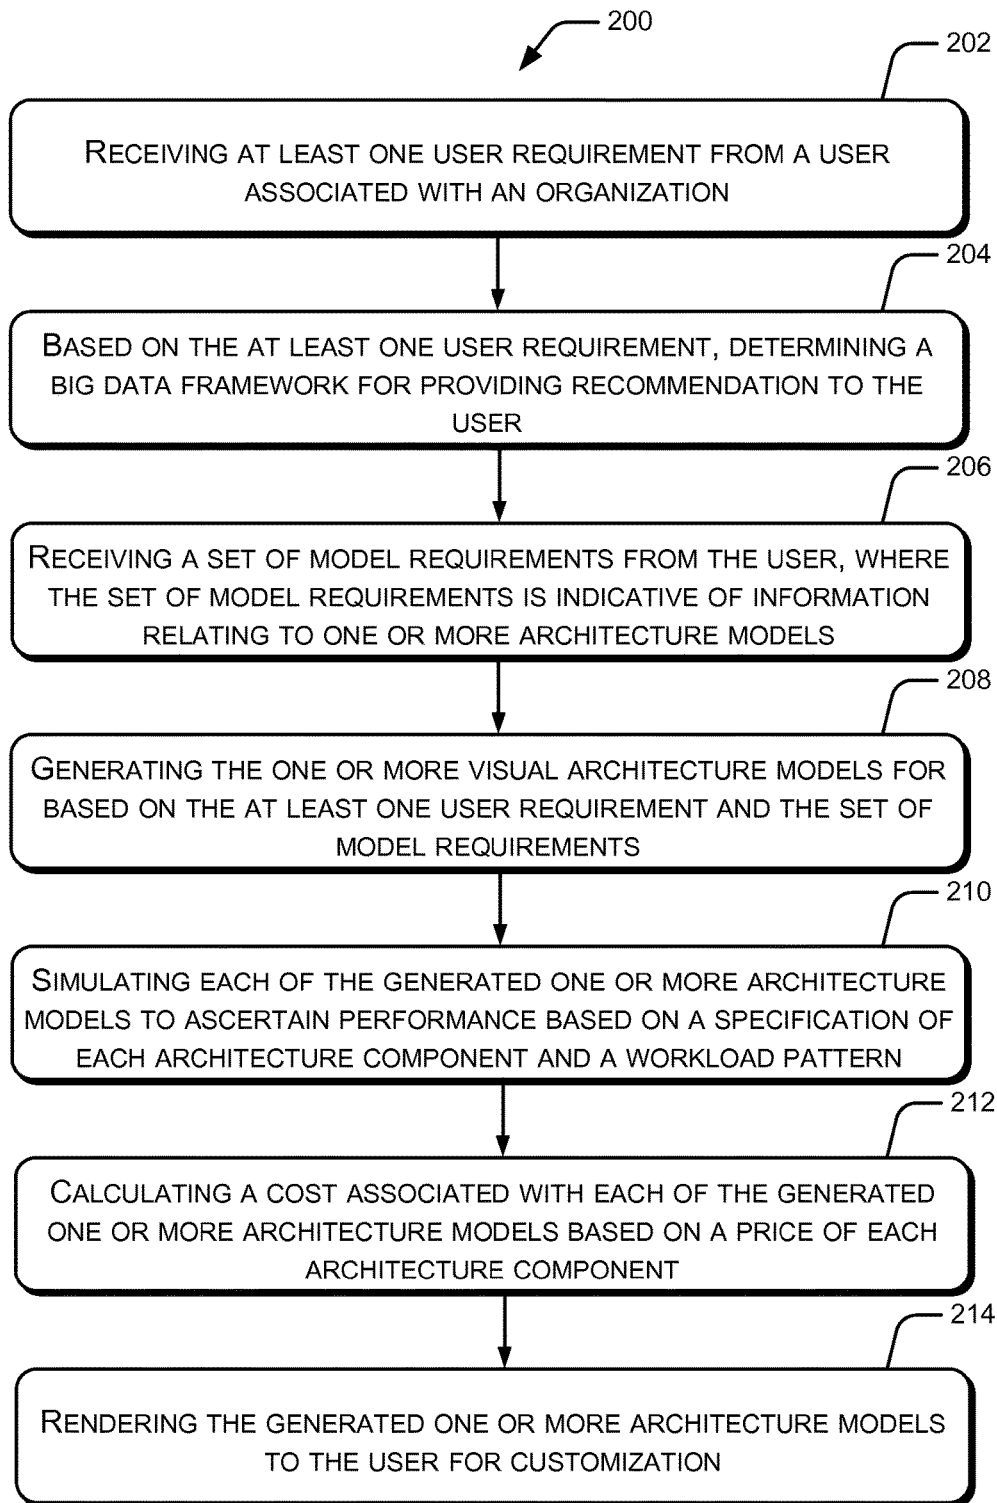 200
202
RECEIVING AT LEAST ONE USER REQUIREMENT FROM A USER
ASSOCIATED WITH AN ORGANIZATION
204
BASED ON THE AT LEAST ONE USER REQUIREMENT, DETERMINING A
BIG DATA FRAMEWORK FOR PROVIDING RECOMMENDATION TO THE
USER
206
RECEIVING A SET OF MODEL REQUIREMENTS FROM THE USER, WHERE
THE SET OF MODEL REQUIREMENTS IS INDICATIVE OF INFORMATION
RELATING TO ONE OR MORE ARCHITECTURE MODELS
208
GENERATING THE ONE OR MORE VISUAL ARCHITECTURE MODELS FOR
BASED ON THE AT LEAST ONE USER REQUIREMENT AND THE SET OF
MODEL REQUIREMENTS
210
SIMULATING EACH OF THE GENERATED ONE OR MORE ARCHITECTURE
MODELS TO ASCERTAIN PERFORMANCE BASED ON A SPECIFICATION OF
EACH ARCHITECTURE COMPONENT AND A WORKLOAD PATTERN
212
CALCULATING A COST ASSOCIATED WITH EACH OF THE GENERATED
ONE OR MORE ARCHITECTURE MODELS BASED ON A PRICE OF EACH
ARCHITECTURE COMPONENT
214
RENDERING THE GENERATED ONE OR MORE ARCHITECTURE MODELS
TO THE USER FOR CUSTOMIZATION